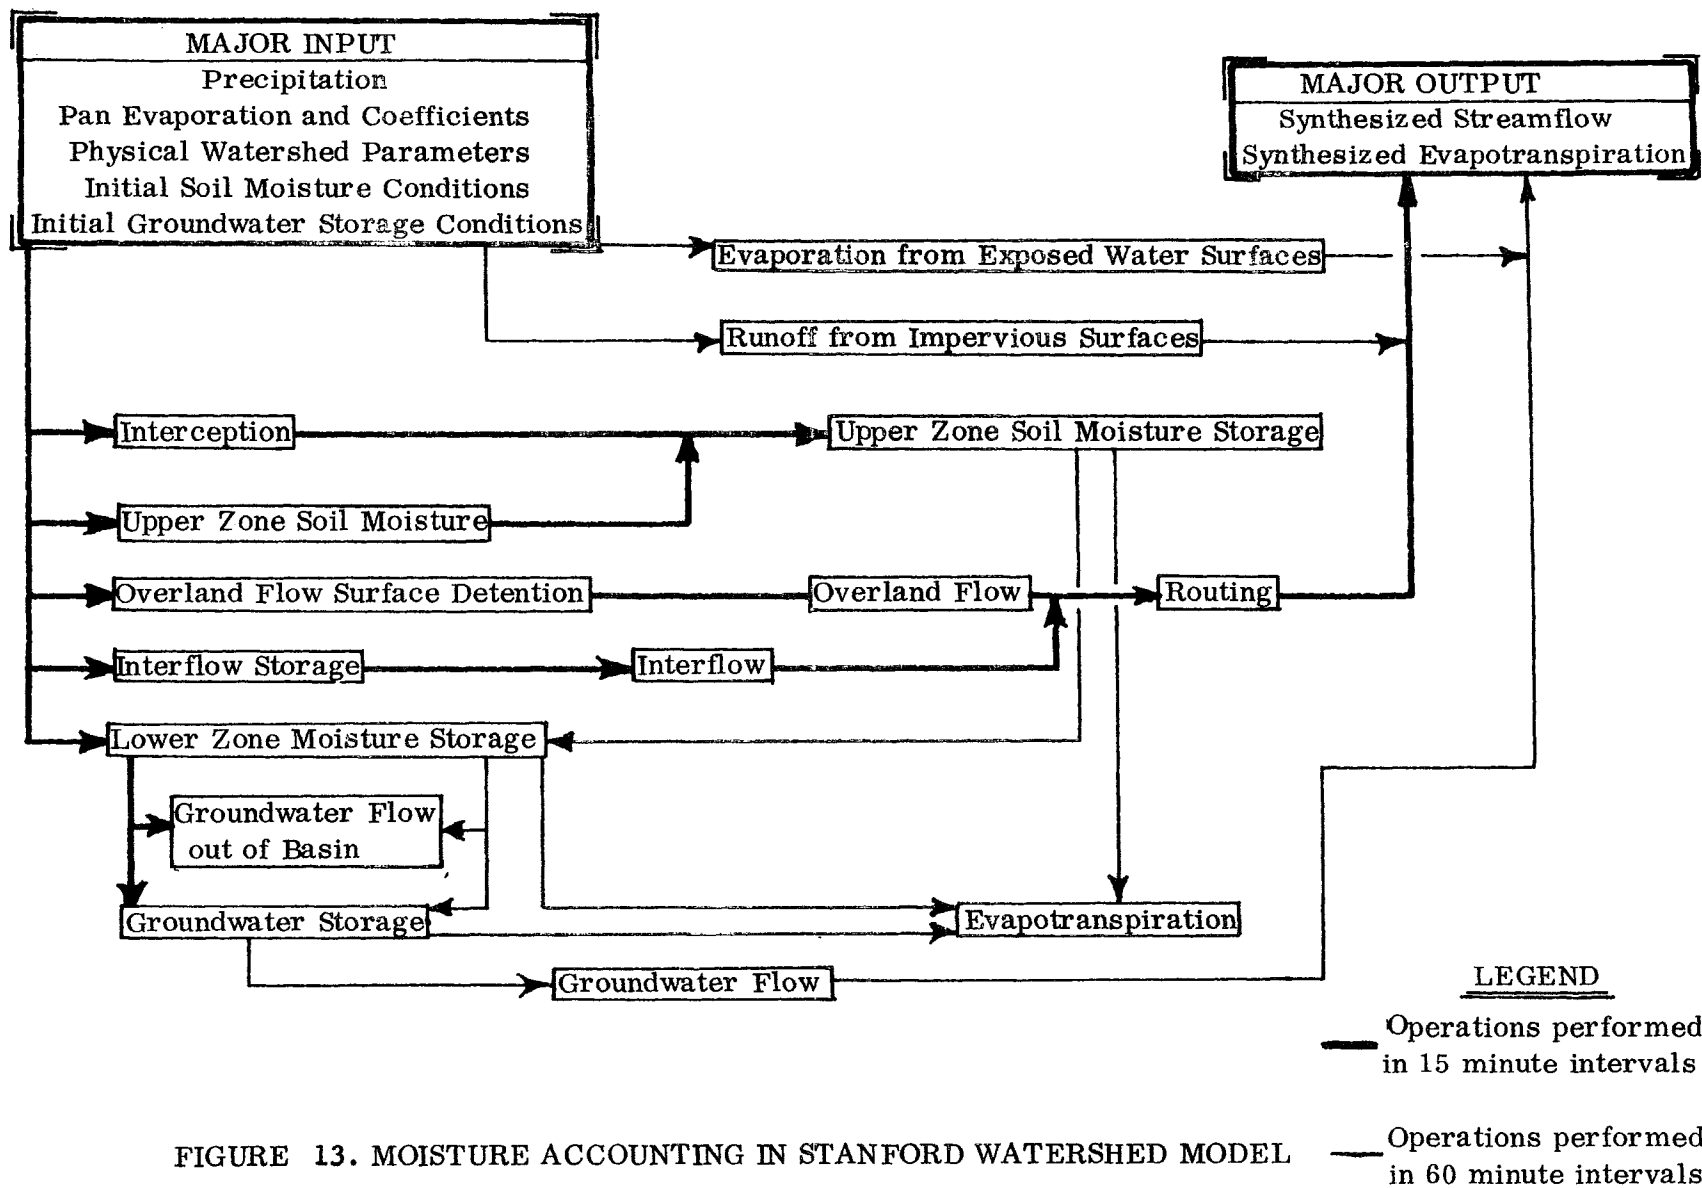 MAJOR INPUT
Precipitation
Pan Evaporation and Coefficients
Physical Watershed Parameters
Initial Soil Moisture Conditions
Initial Groundwater Storage Conditions
MAJOR OUTPUT
Synthesized Streamflow
Synthesized Evapotranspiration
Evaporation from Exposed Water Surfaces
Runoff from Impervious Surfaces
Interception
Upper Zone Soil Moisture Storage
Upper Zone Soil Moisture
Overland Flow Surface Detention
Overland Flow
Routing
Interflow Storage
Interflow
Lower Zone Moisture Storage
Groundwater Flow
out of Basin
Groundwater Storage
Evapotranspiration
Groundwater Flow
LEGEND
Operations performed
in 15 minute intervals
Operations performed
in 60 minute intervals
FIGURE 13. MOISTURE ACCOUNTING IN STANFORD WATERSHED MODEL